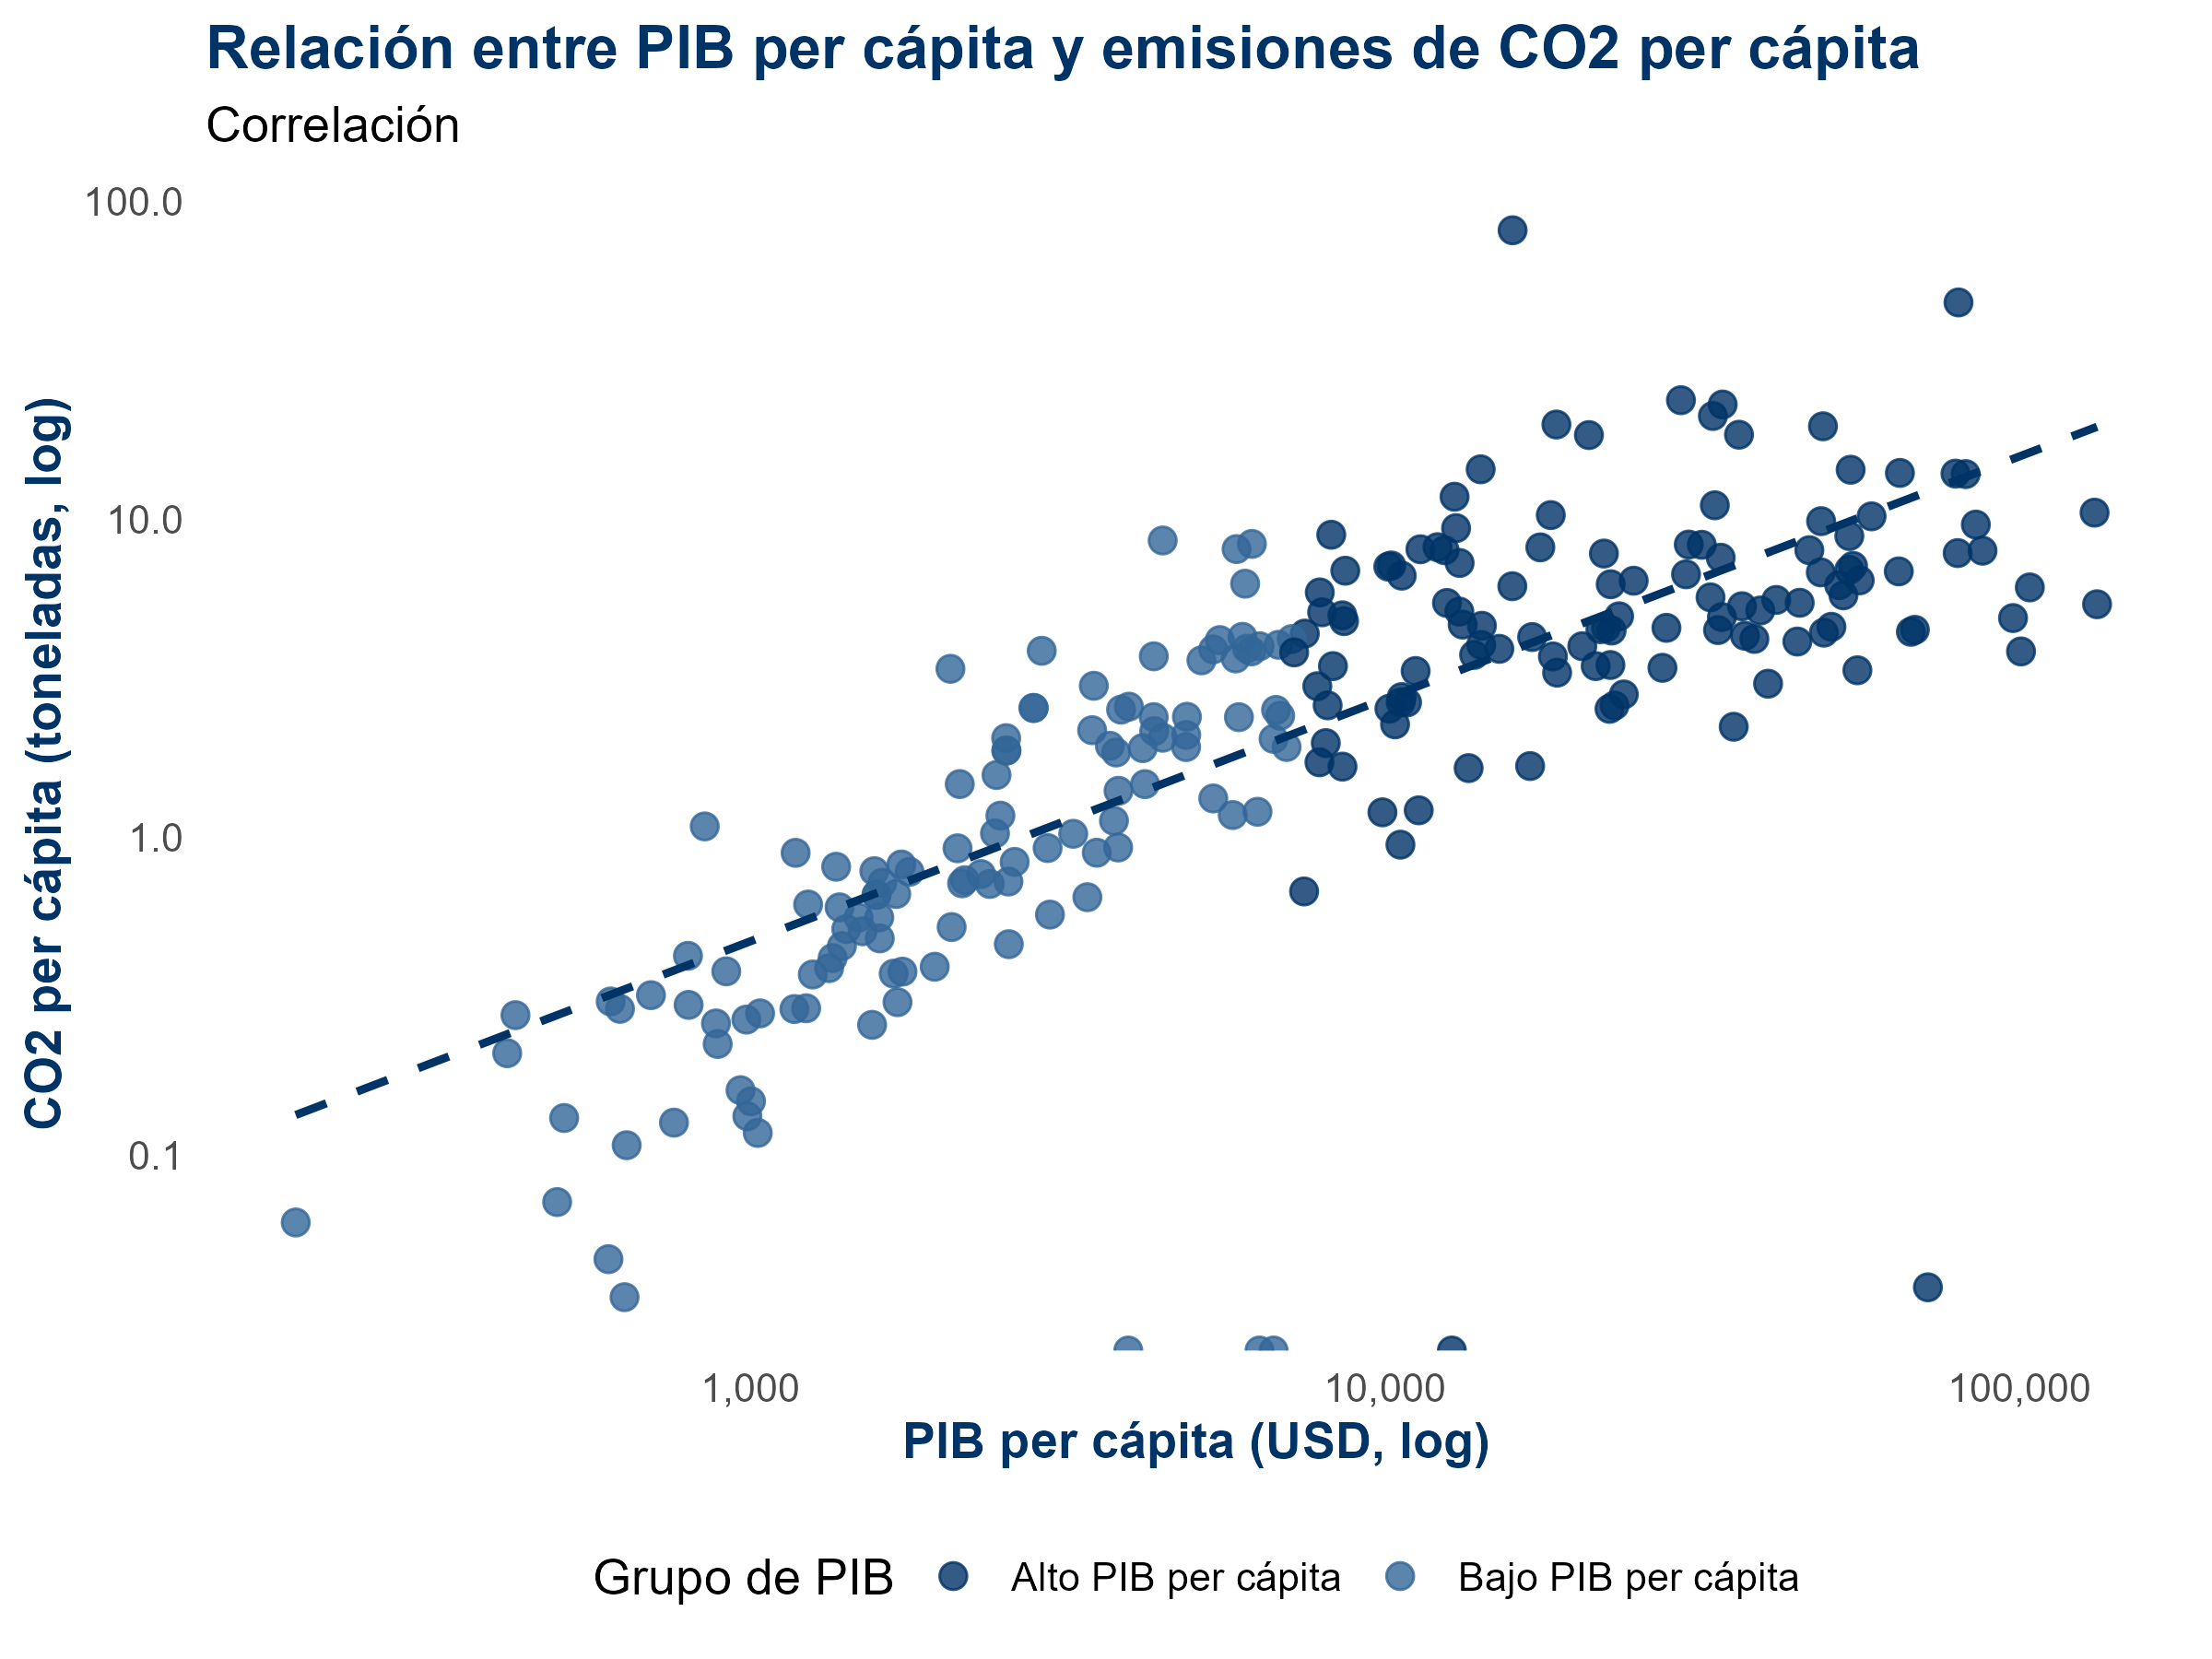 Relación entre PIB per cápita y emisiones de CO2 per cápita
Correlación
CO2 per cápita (toneladas, log)
100.0
10.0
1.0
0.1
1,000
10,000
100,000
PIB per cápita (USD, log)
Grupo de PIB
Alto PIB per cápita
Bajo PIB per cápita